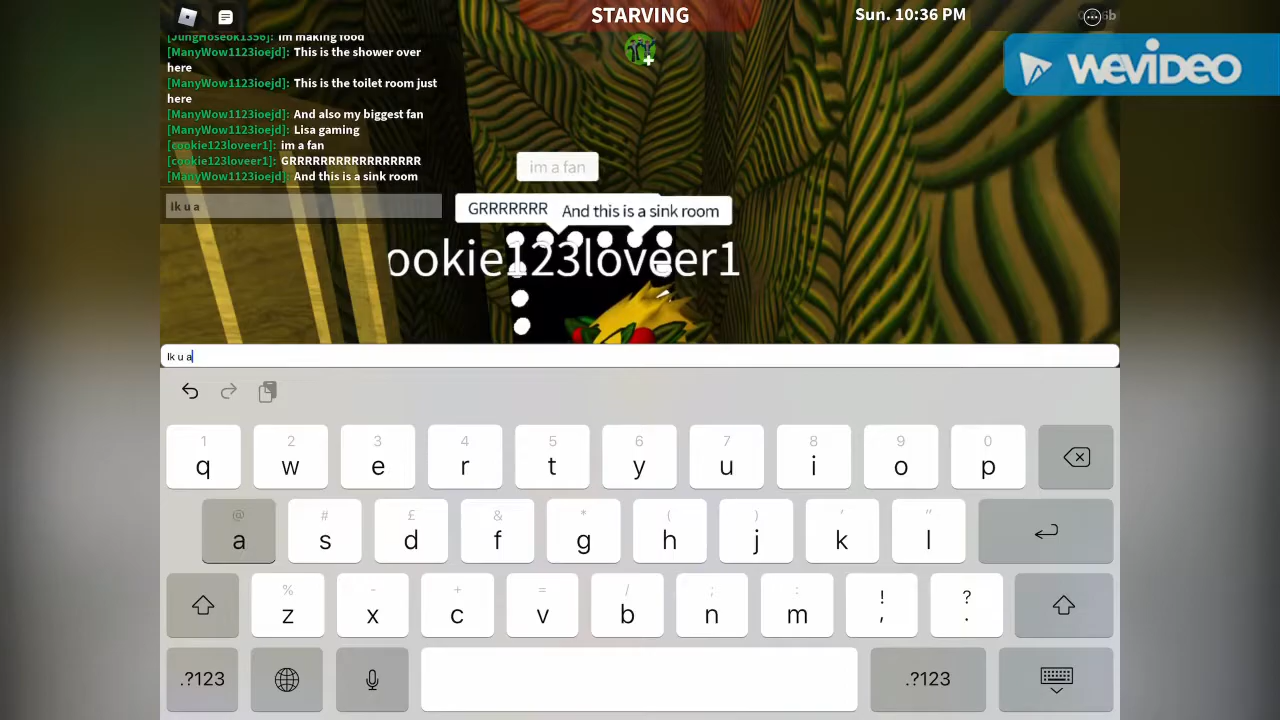 STARVING
Sun. 10:36 PM
wevideo
[JungHoseok1396]: im making food
[ManyWow1123ioejd]: This is the shower over
here
[ManyWow1123ioejd]: This is the toilet room just
here
[ManyWow1123ioejd]: And also my biggest fan
[ManyWow1123ioejd]: Lisa gaming
[cookie123loveer1]: im a fan
[cookie123loveer1]: GRRRRRRRRRRRRRRRRR
[ManyWow1123ioejd]: And this is a sink room
Ik u a
im a fan
GRRRRRRR
And this is a sink room
ookie123loveer1
Ik u a
1 2 3 4 5 6 7 8 9 0
q w e r t y u i o p
@ # £ & * ( ) ' "
a s d f g h j k l
% - + = / ; : ! ?
z x c v b n m , .
.?123 .?123